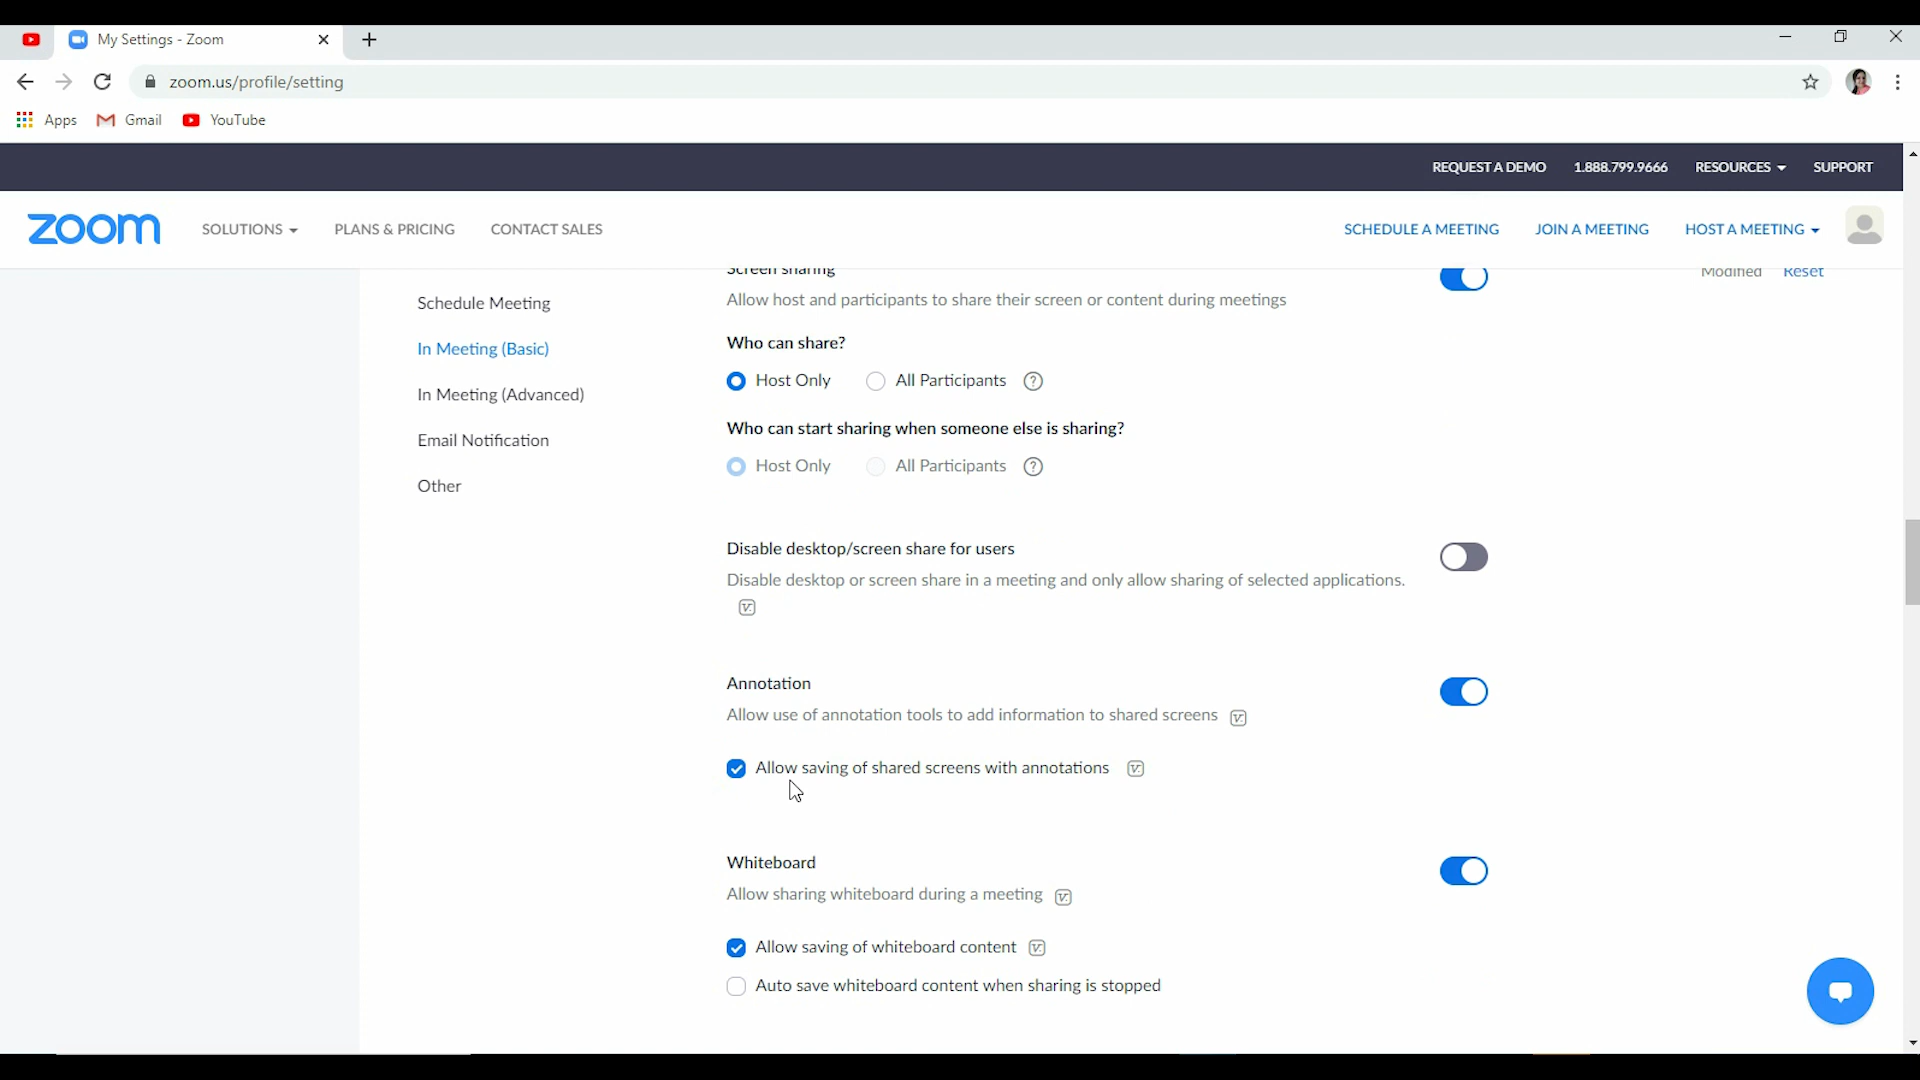 My Settings - Zoom
zoom.us/profile/setting
Apps Gmail YouTube
REQUEST A DEMO 1.888.799.9666 RESOURCES SUPPORT
zoom SOLUTIONS PLANS & PRICING CONTACT SALES SCHEDULE A MEETING JOIN A MEETING HOST A MEETING
Schedule Meeting
In Meeting (Basic)
In Meeting (Advanced)
Email Notification
Other
Screen sharing
Modified Reset
Allow host and participants to share their screen or content during meetings
Who can share?
Host Only All Participants ?
Who can start sharing when someone else is sharing?
Host Only All Participants ?
Disable desktop/screen share for users
Disable desktop or screen share in a meeting and only allow sharing of selected applications.
Annotation
Allow use of annotation tools to add information to shared screens
Allow saving of shared screens with annotations
Whiteboard
Allow sharing whiteboard during a meeting
Allow saving of whiteboard content
Auto save whiteboard content when sharing is stopped